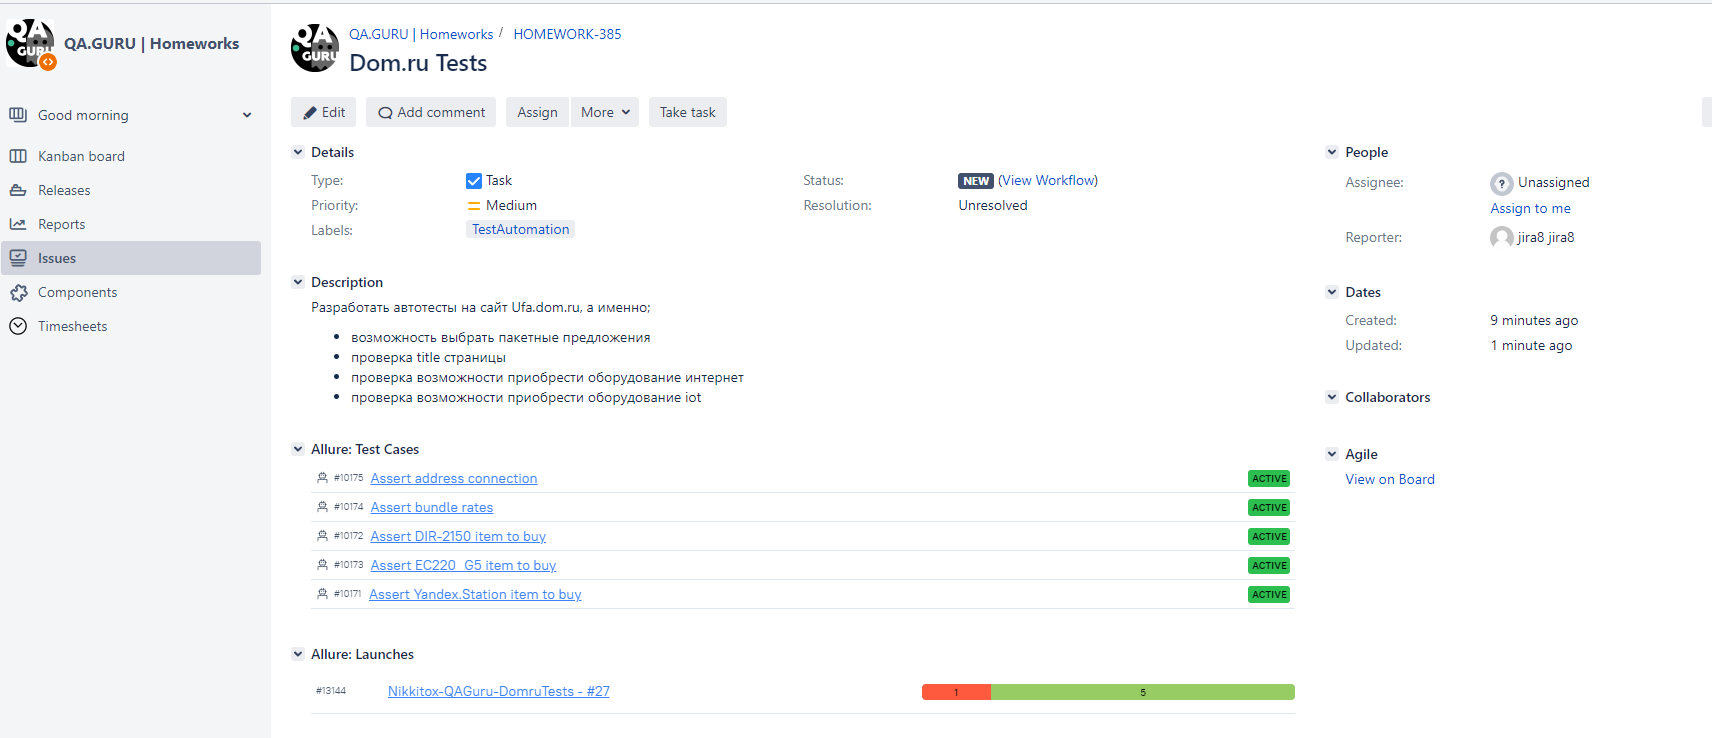 QA GURU
QA.GURU | Homeworks
Good morning
Kanban board
Releases
Reports
Issues
Components
Timesheets
QA GURU
QA.GURU | Homeworks / HOMEWORK-385
Dom.ru Tests
Edit Add comment Assign More Take task
Details
Type: Task Status: NEW (View Workflow)
Priority: Medium Resolution: Unresolved
Labels: TestAutomation
Description
Разработать автотесты на сайт Ufa.dom.ru, а именно;
• возможность выбрать пакетные предложения
• проверка title страницы
• проверка возможности приобрести оборудование интернет
• проверка возможности приобрести оборудование iot
Allure: Test Cases
#10175 Assert address connection ACTIVE
#10174 Assert bundle rates ACTIVE
#10172 Assert DIR-2150 item to buy ACTIVE
#10173 Assert EC220_G5 item to buy ACTIVE
#10171 Assert Yandex.Station item to buy ACTIVE
Allure: Launches
#13144 Nikkitox-QAGuru-DomruTests - #27 1 5
People
Assignee: Unassigned
Assign to me
Reporter: jira8 jira8
Dates
Created: 9 minutes ago
Updated: 1 minute ago
Collaborators
Agile
View on Board